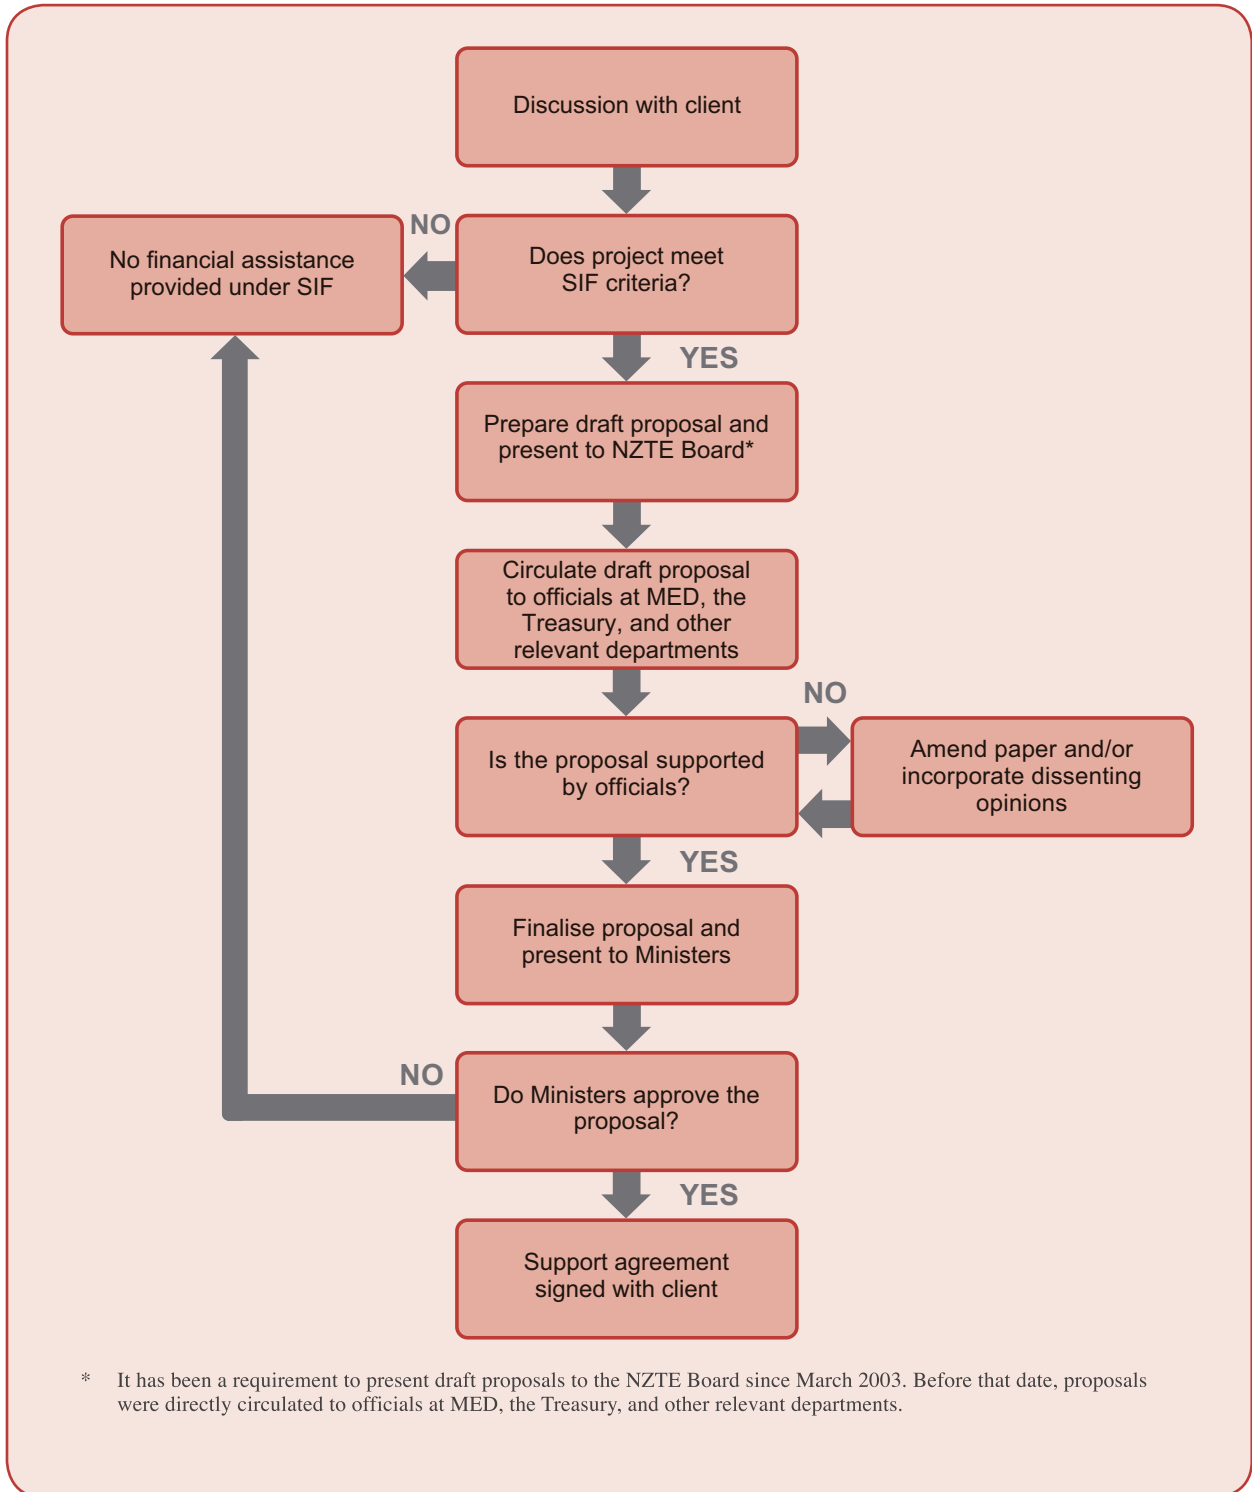 Discussion with client
NO
No financial assistance
provided under SIF
Does project meet
SIF criteria?
YES
Prepare draft proposal and
present to NZTE Board*
Circulate draft proposal
to officials at MED, the
Treasury, and other
relevant departments
NO
Is the proposal supported
by officials?
Amend paper and/or
incorporate dissenting
opinions
YES
Finalise proposal and
present to Ministers
NO
Do Ministers approve the
proposal?
YES
Support agreement
signed with client
* It has been a requirement to present draft proposals to the NZTE Board since March 2003. Before that date, proposals
were directly circulated to officials at MED, the Treasury, and other relevant departments.